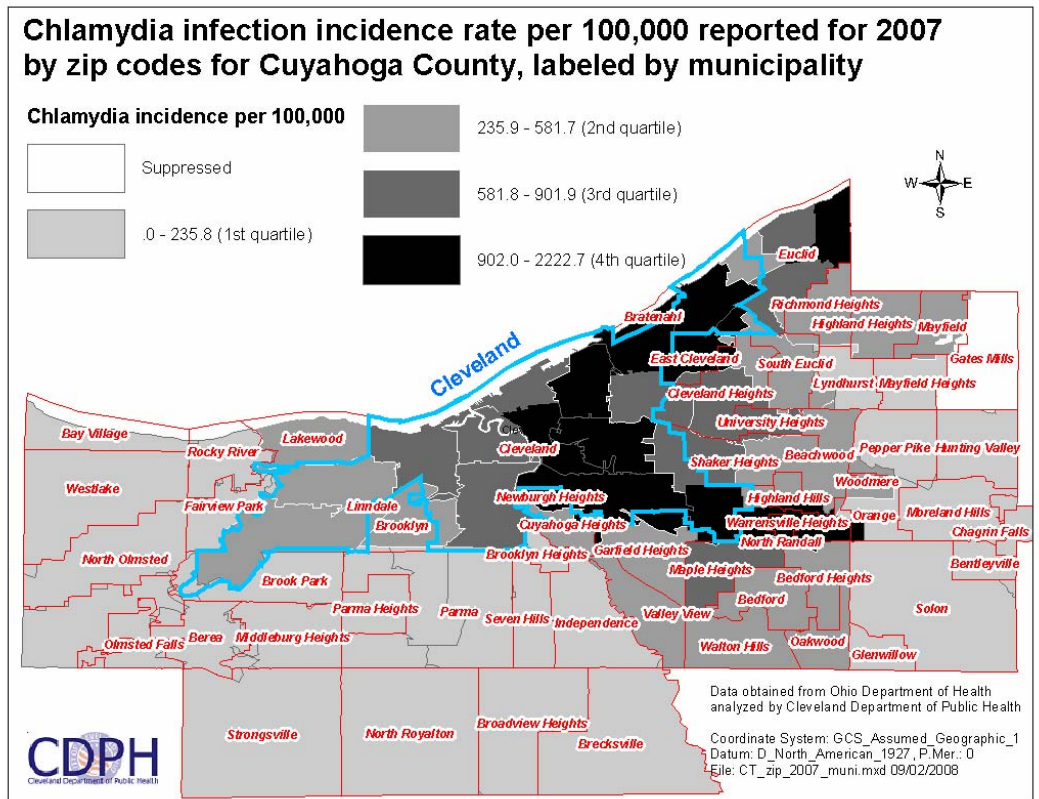 Chlamydia infection incidence rate per 100,000 reported for 2007
by zip codes for Cuyahoga County, labeled by municipality
Chlamydia incidence per 100,000
Suppressed
.0 - 235.8 (1st quartile)
235.9 - 581.7 (2nd quartile)
581.8 - 901.9 (3rd quartile)
902.0 - 2222.7 (4th quartile)
N
W E
S
Euclid
Richmond Heights
Bratenahl
Highland Heights
Mayfield
Cleveland
East Cleveland
South Euclid
Gates Mills
Lyndhurst
Mayfield Heights
Cleveland Heights
University Heights
Bay Village
Lakewood
Rocky River
Cleveland
Beachwood
Pepper Pike
Hunting Valley
Shaker Heights
Westlake
Woodmere
Fairview Park
Linndale
Newburgh Heights
Highland Hills
Orange
Moreland Hills
Brooklyn
Cuyahoga Heights
Warrensville Heights
Chagrin Falls
North Randall
North Olmsted
Brooklyn Heights
Garfield Heights
Bentleyville
Maple Heights
Brook Park
Bedford Heights
Bedford
Parma Heights
Parma
Seven Hills
Independence
Valley View
Solon
Olmsted Falls
Berea
Middleburg Heights
Walton Hills
Oakwood
Glenwillow
Strongsville
North Royalton
Broadview Heights
Brecksville
Data obtained from Ohio Department of Health
analyzed by Cleveland Department of Public Health
Coordinate System: GCS_Assumed_Geographic_1
Datum: D_North_American_1927, P.Mer.: 0
File: CT_zip_2007_muni.mxd 09/02/2008
CDPH
Cleveland Department of Public Health